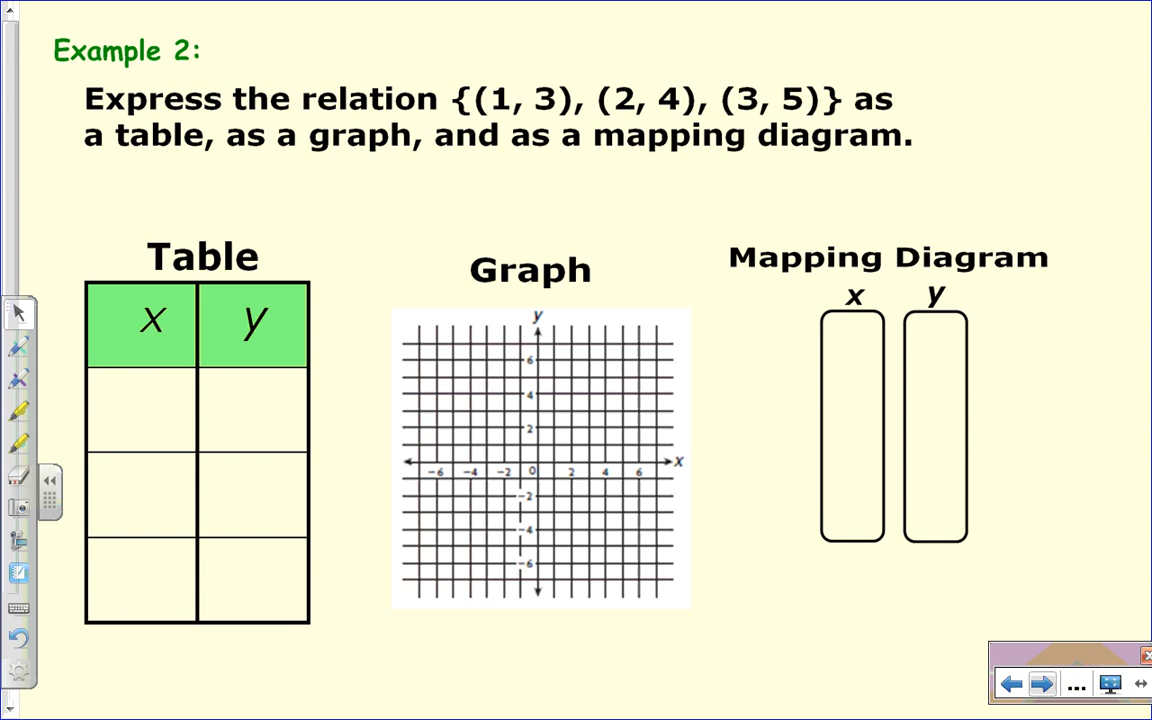 Example 2:
Express the relation {(1, 3), (2, 4), (3, 5)} as
a table, as a graph, and as a mapping diagram.
Table
x y
Graph
y
6
4
2
-6 -4 -2 0 2 4 6 x
-2
-4
-6
Mapping Diagram
x y
...